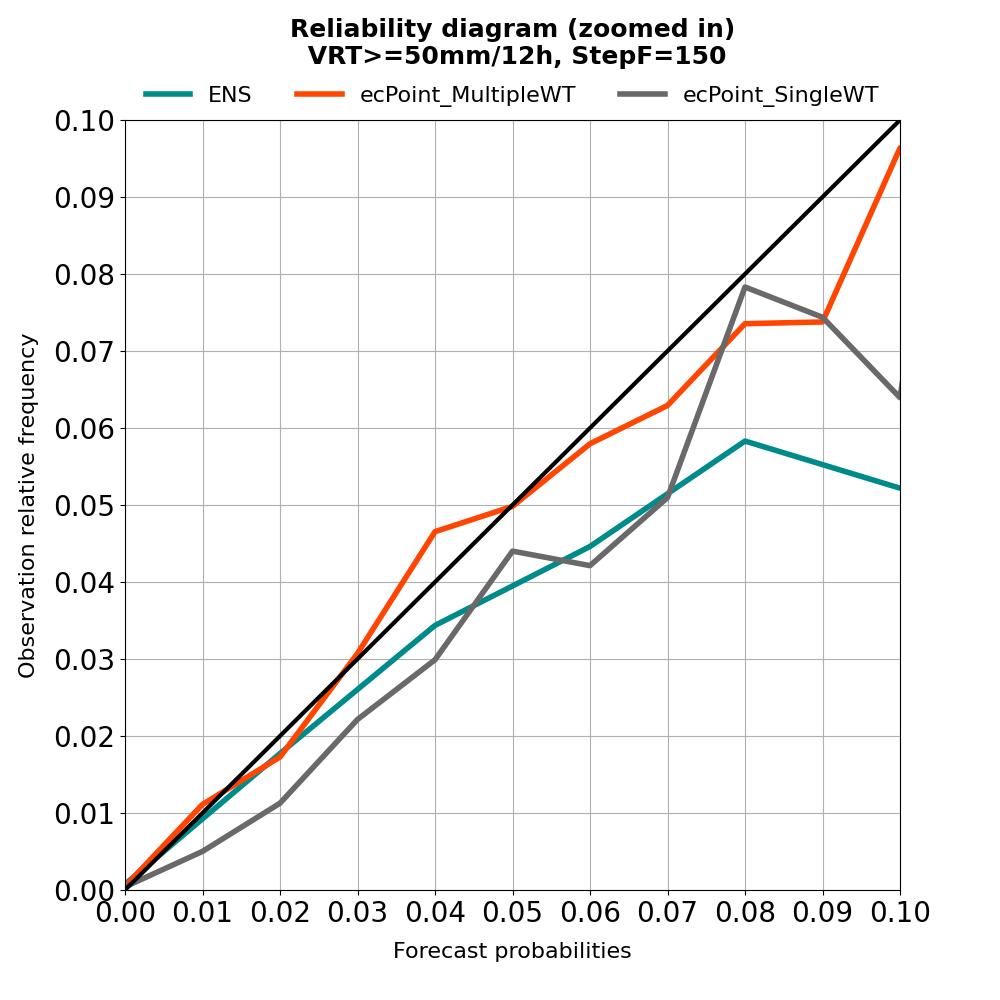 Reliability diagram (zoomed in)
VRT>=50mm/12h, StepF=150
ENS ecPoint_MultipleWT ecPoint_SingleWT
0.10
0.09
0.08
0.07
0.06
0.05
0.04
0.03
0.02
0.01
0.00
Observation relative frequency
0.00 0.01 0.02 0.03 0.04 0.05 0.06 0.07 0.08 0.09 0.10
Forecast probabilities